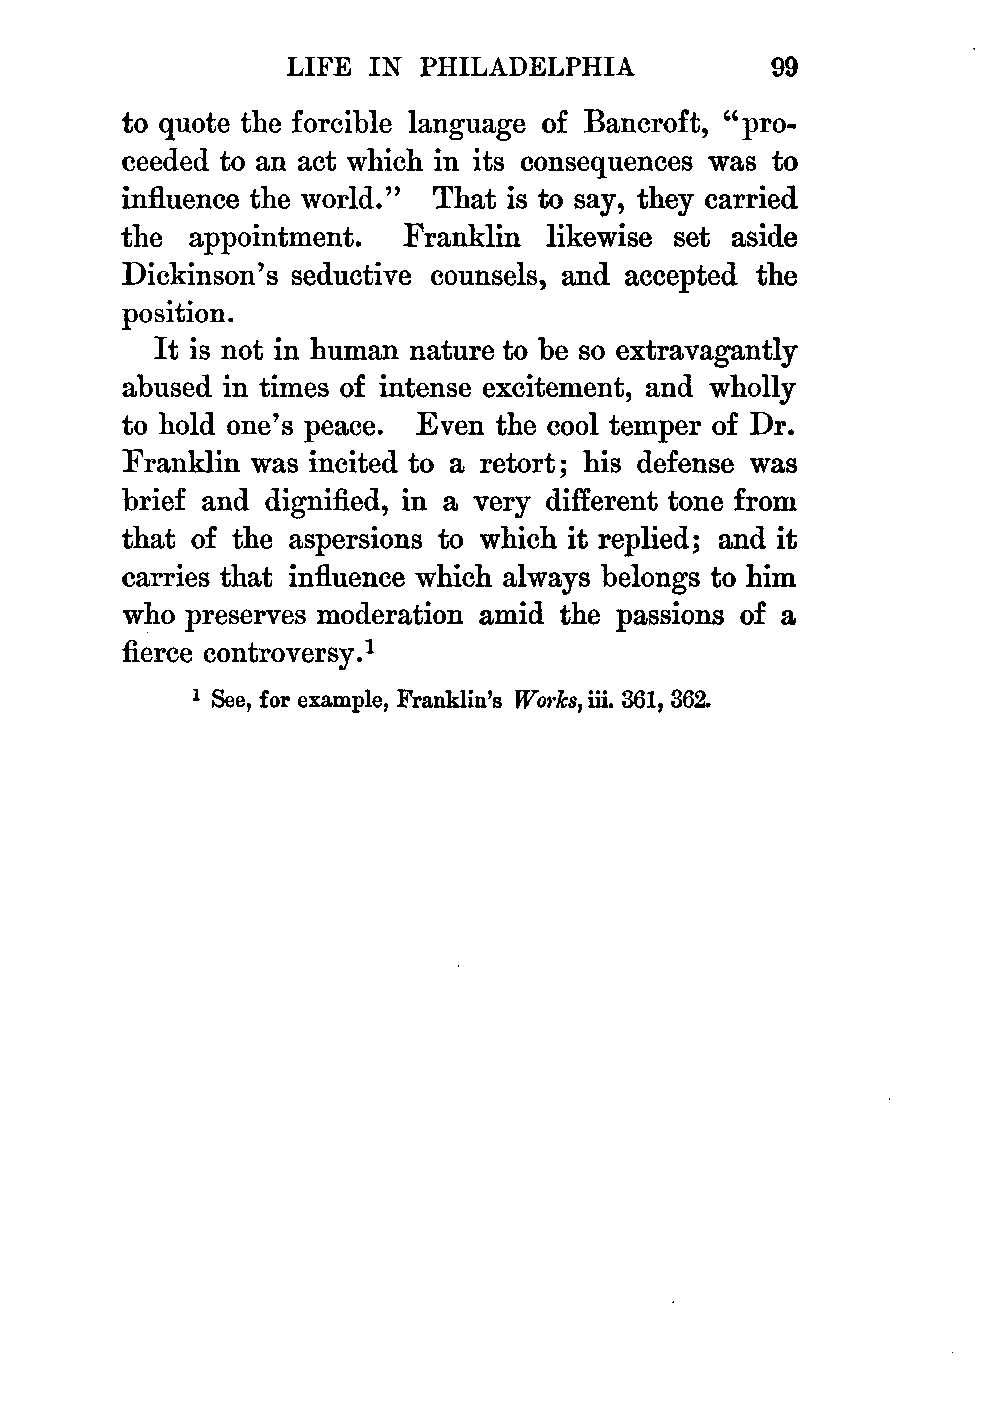 LIFE IN PHILADELPHIA 99
to quote the forcible language of Bancroft, “pro-
ceeded to an act which in its consequences was to
influence the world.” That is to say, they carried
the appointment. Franklin likewise set aside
Dickinson’s seductive counsels, and accepted the
position.
It is not in human nature to be so extravagantly
abused in times of intense excitement, and wholly
to hold one’s peace. Even the cool temper of Dr.
Franklin was incited to a retort; his defense was
brief and dignified, in a very different tone from
that of the aspersions to which it replied; and it
carries that influence which always belongs to him
who preserves moderation amid the passions of a
fierce controversy.¹
¹ See, for example, Franklin’s Works, iii. 361, 362.